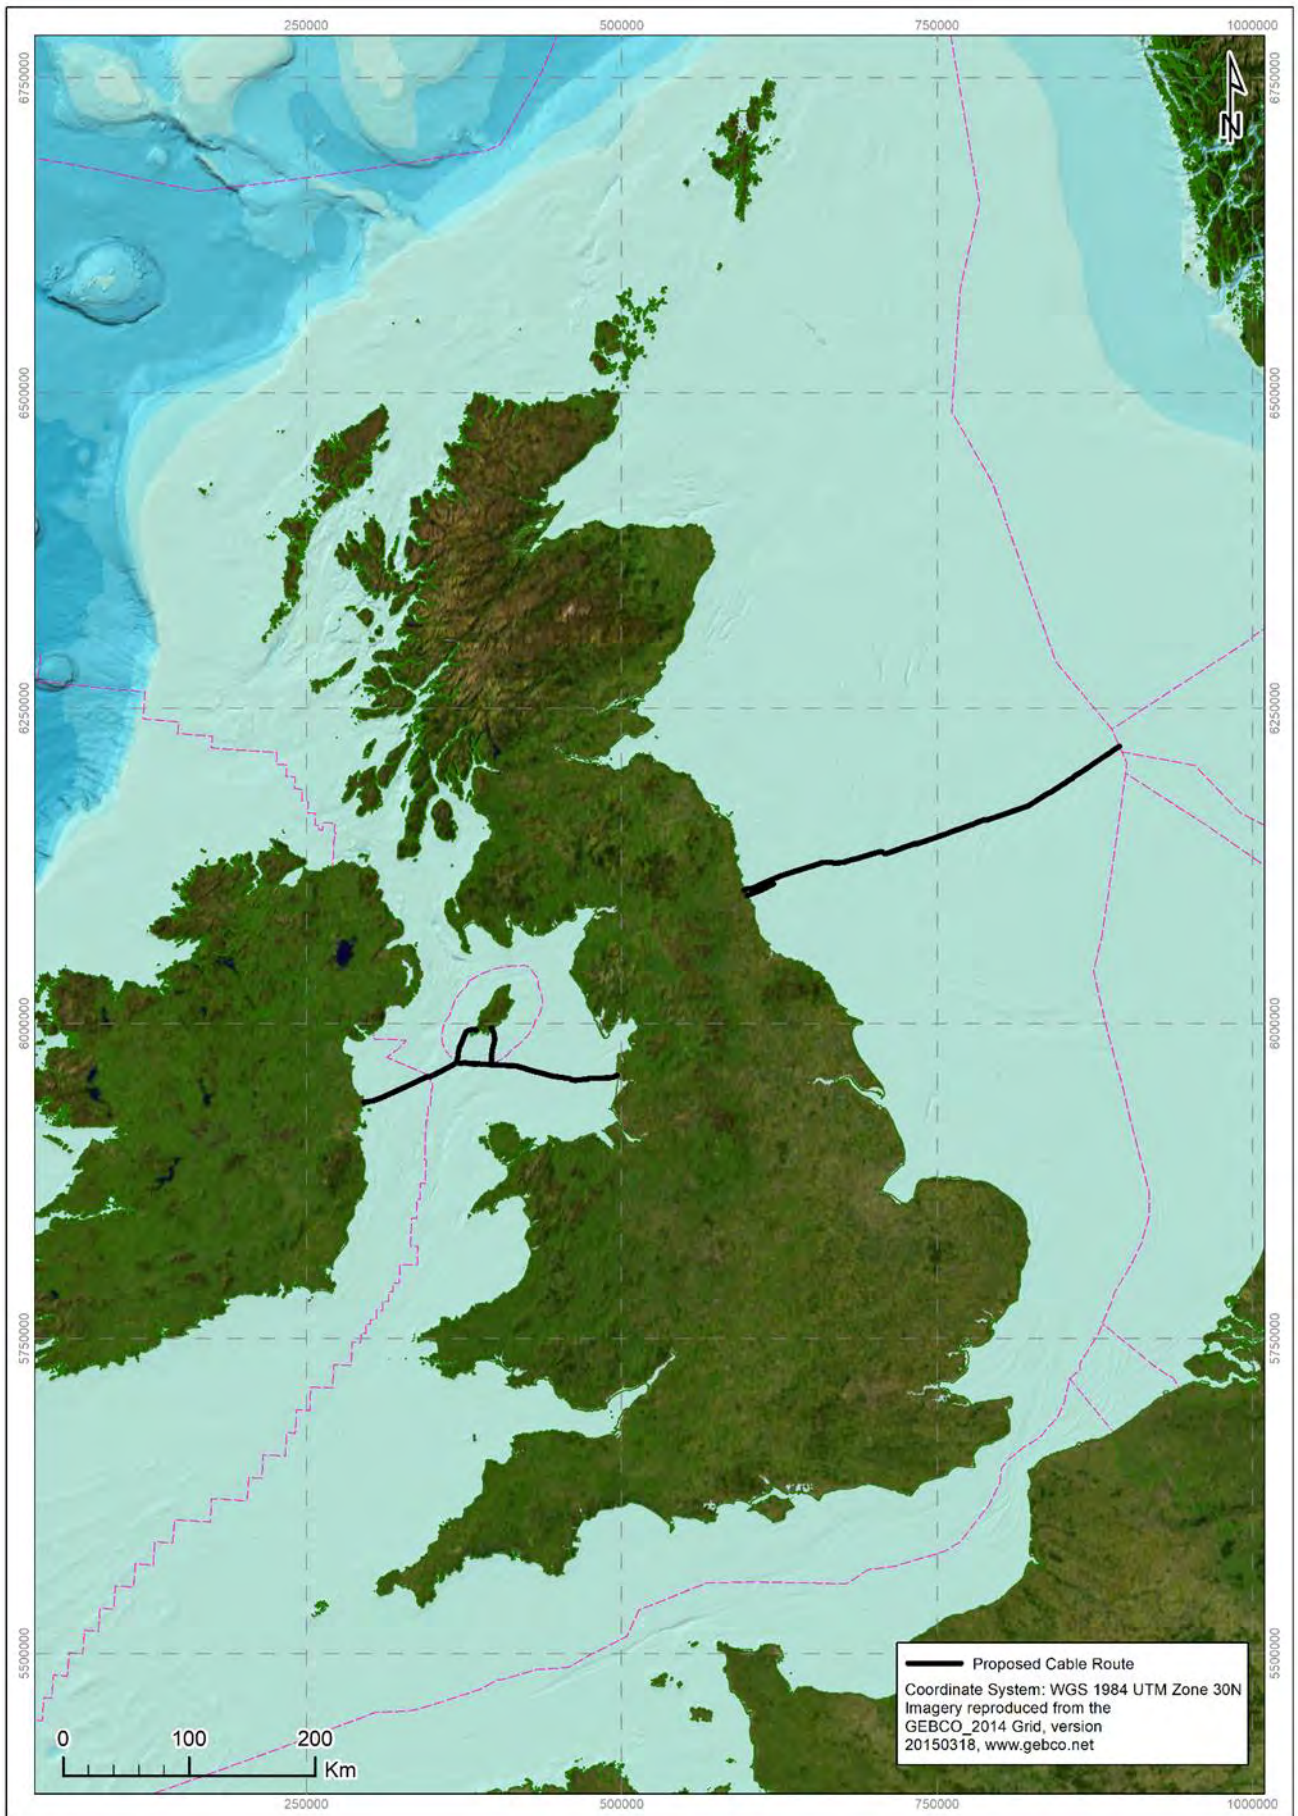 250000 500000 750000 1000000
6750000 6750000
N
6500000 6500000
6250000 6250000
6000000 6000000
5750000 5750000
5500000 5500000
Proposed Cable Route
Coordinate System: WGS 1984 UTM Zone 30N
Imagery reproduced from the
GEBCO_2014 Grid, version
20150318, www.gebco.net
0 100 200
Km
250000 500000 750000 1000000